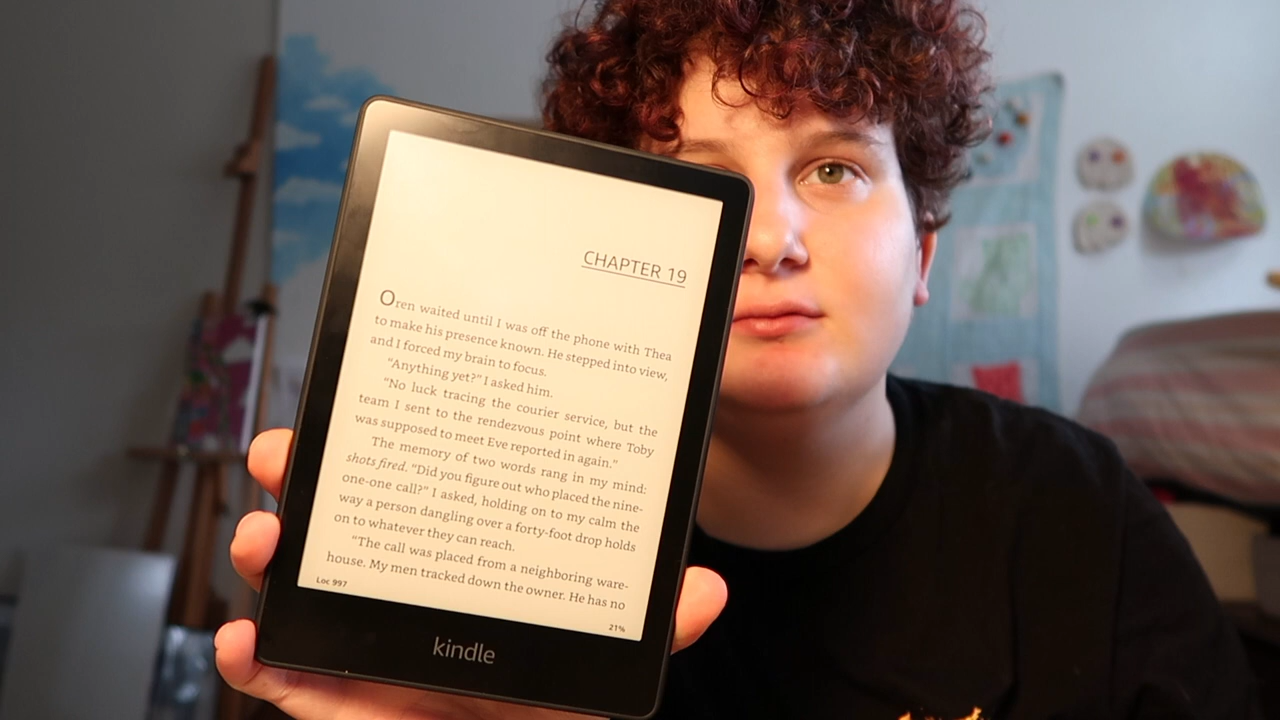 CHAPTER 19
Oren waited until I was off the phone with Thea
to make his presence known. He stepped into view,
and I forced my brain to focus.
“Anything yet?” I asked him.
“No luck tracing the courier service, but the
team I sent to the rendezvous point where Toby
was supposed to meet Eve reported in again.”
The memory of two words rang in my mind:
shots fired. “Did you figure out who placed the nine-
one-one call?” I asked, holding on to my calm the
way a person dangling over a forty-foot drop holds
on to whatever they can reach.
“The call was placed from a neighboring ware-
house. My men tracked down the owner. He has no
Loc 997
21%
kindle